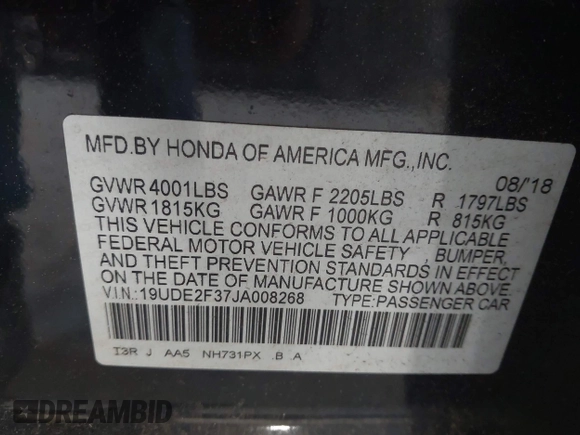 MFD.BY HONDA OF AMERICA MFG.,INC.
08/'18
GVWR 4001LBS GAWR F 2205LBS R 1797LBS
GVWR 1815KG GAWR F 1000KG R 815KG
THIS VEHICLE CONFORMS TO ALL APPLICABLE
FEDERAL MOTOR VEHICLE SAFETY , BUMPER
AND THEFT PREVENTION STANDARDS IN EFFECT
ON THE DATE OF MANUFACTURE SHOWN ABOVE.
V.I.N.:19UDE2F37JA008268 TYPE:PASSENGER CAR
T3R J AA5 NH731PX .B .A
DREAMBID